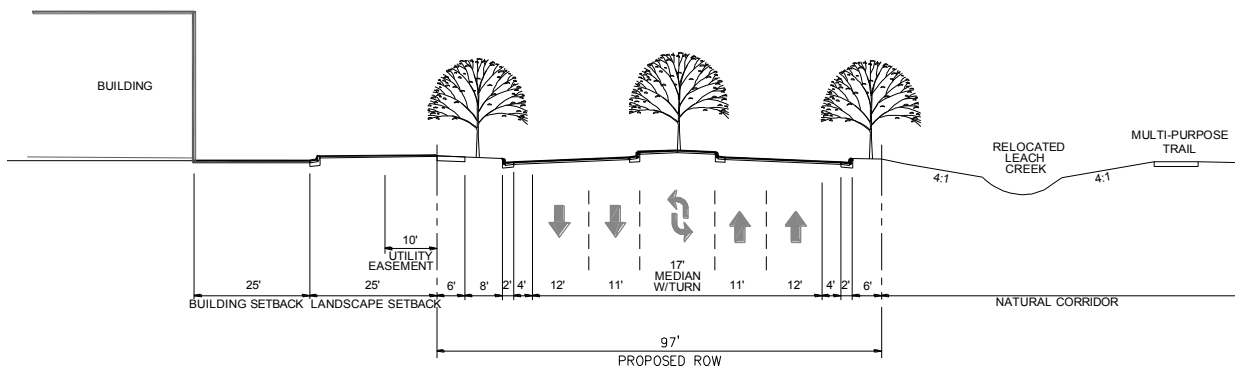 BUILDING
RELOCATED
LEACH
CREEK
MULTI-PURPOSE
TRAIL
4:1
4:1
10'
UTILITY
EASEMENT
17'
MEDIAN
W/TURN
25' 25' 6' 8' 2' 4' 12' 11' 11' 12' 4' 2' 6'
BUILDING SETBACK LANDSCAPE SETBACK NATURAL CORRIDOR
97'
PROPOSED ROW